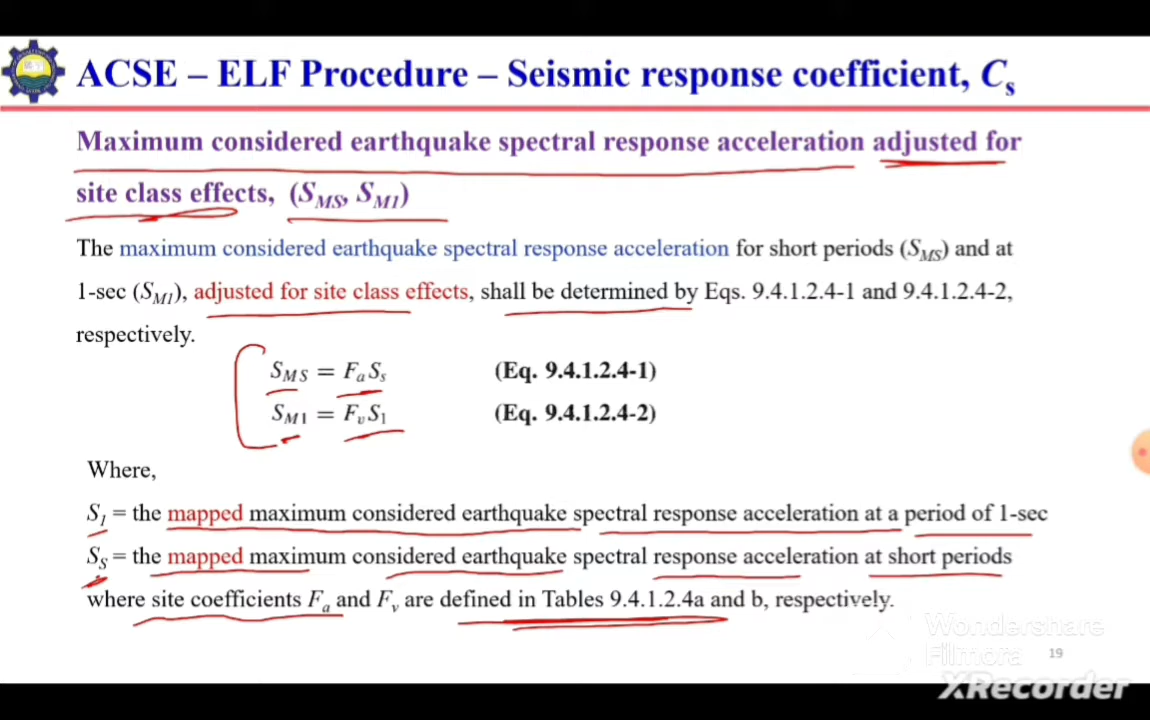 ACSE – ELF Procedure – Seismic response coefficient, Cs
Maximum considered earthquake spectral response acceleration adjusted for
site class effects, (SMS, SM1)
The maximum considered earthquake spectral response acceleration for short periods (SMS) and at
1-sec (SM1), adjusted for site class effects, shall be determined by Eqs. 9.4.1.2.4-1 and 9.4.1.2.4-2,
respectively.
SMS = FaSs (Eq. 9.4.1.2.4-1)
SM1 = FvS1 (Eq. 9.4.1.2.4-2)
Where,
S1 = the mapped maximum considered earthquake spectral response acceleration at a period of 1-sec
SS = the mapped maximum considered earthquake spectral response acceleration at short periods
where site coefficients Fa and Fv are defined in Tables 9.4.1.2.4a and b, respectively.
Wondershare
Filmora
19
XRecorder